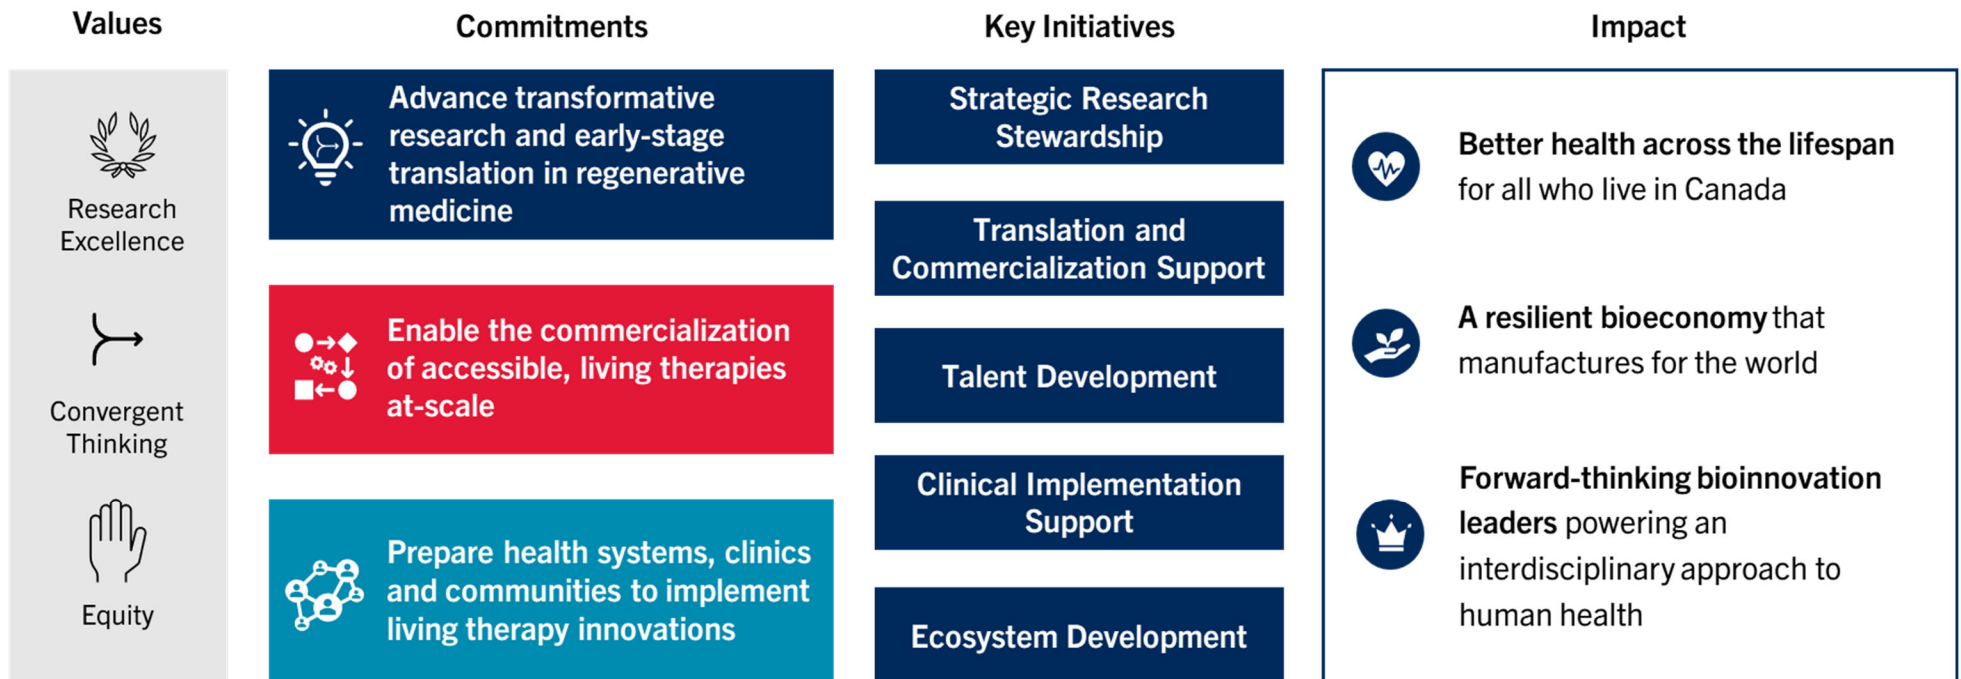 Values
Research
Excellence
Convergent
Thinking
Equity
Commitments
Advance transformative
research and early-stage
translation in regenerative
medicine
Enable the commercialization
of accessible, living therapies
at-scale
Prepare health systems, clinics
and communities to implement
living therapy innovations
Key Initiatives
Strategic Research
Stewardship
Translation and
Commercialization Support
Talent Development
Clinical Implementation
Support
Ecosystem Development
Impact
Better health across the lifespan
for all who live in Canada
A resilient bioeconomy that
manufactures for the world
Forward-thinking bioinnovation
leaders powering an
interdisciplinary approach to
human health